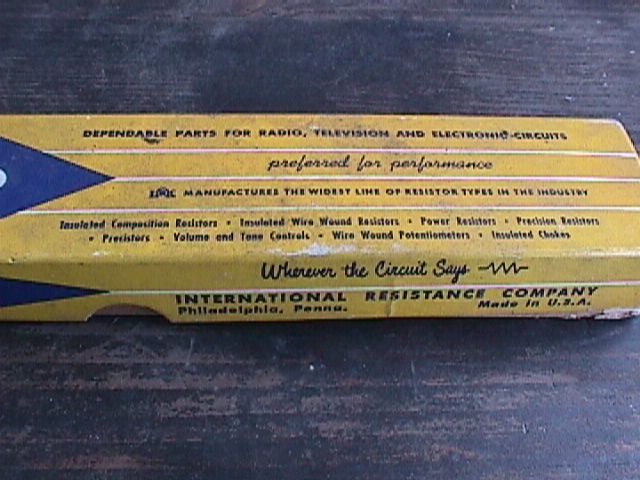 DEPENDABLE PARTS FOR RADIO, TELEVISION AND ELECTRONIC CIRCUITS
preferred for performance
IRC MANUFACTURES THE WIDEST LINE OF RESISTOR TYPES IN THE INDUSTRY
Insulated Composition Resistors • Insulated Wire Wound Resistors • Power Resistors • Precision Resistors
• Precistors • Volume and Tone Controls • Wire Wound Potentiometers • Insulated Chokes
Wherever the Circuit Says
INTERNATIONAL RESISTANCE COMPANY
Philadelphia, Penna. Made in U.S.A.